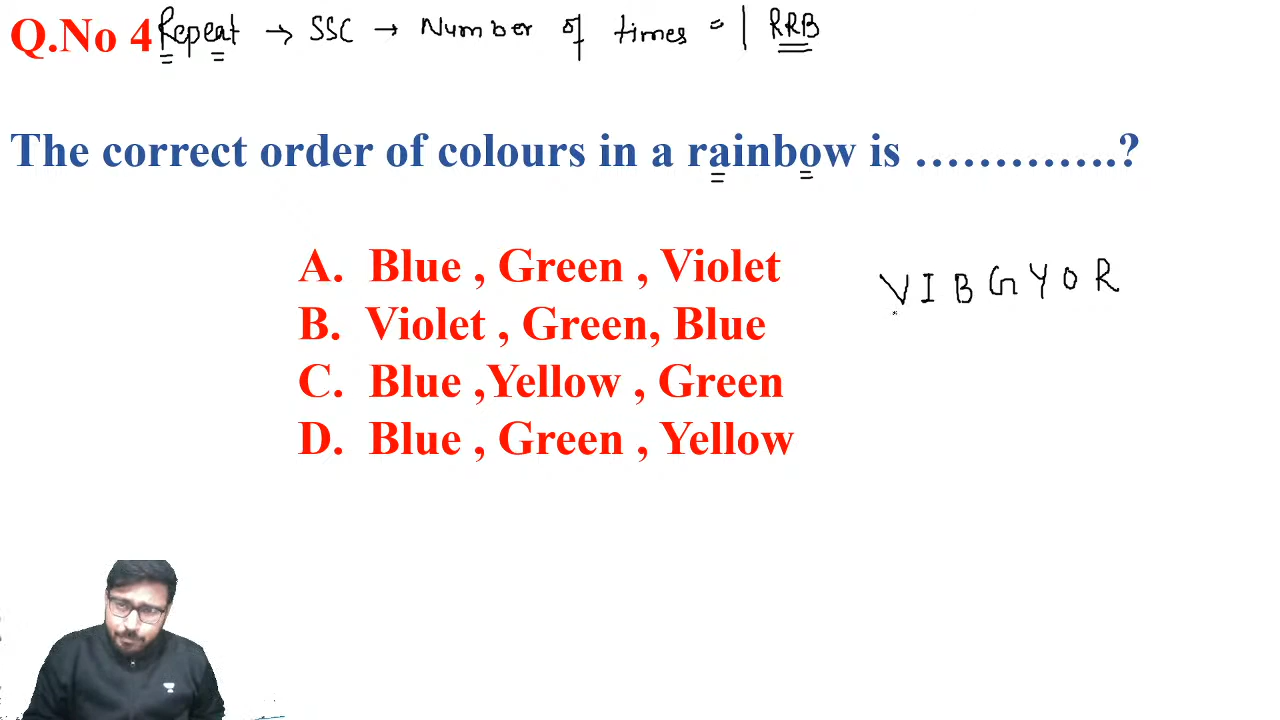 Q.No 4 Repeat → SSC → Number of times = 1 RRB
The correct order of colours in a rainbow is ………….?
A. Blue , Green , Violet
B. Violet , Green, Blue
C. Blue ,Yellow , Green
D. Blue , Green , Yellow
V I B G Y O R